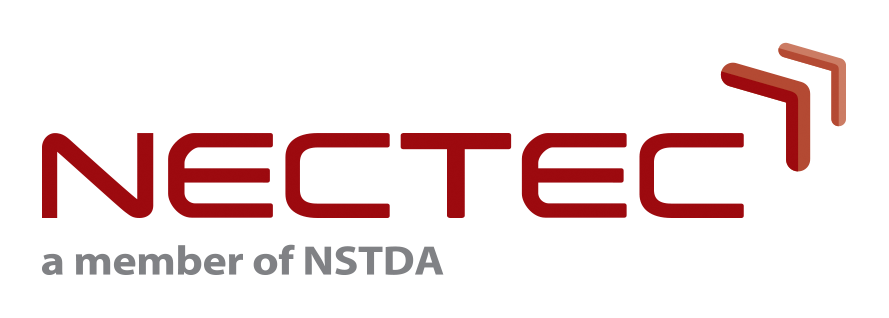 NECTEC
a member of NSTDA